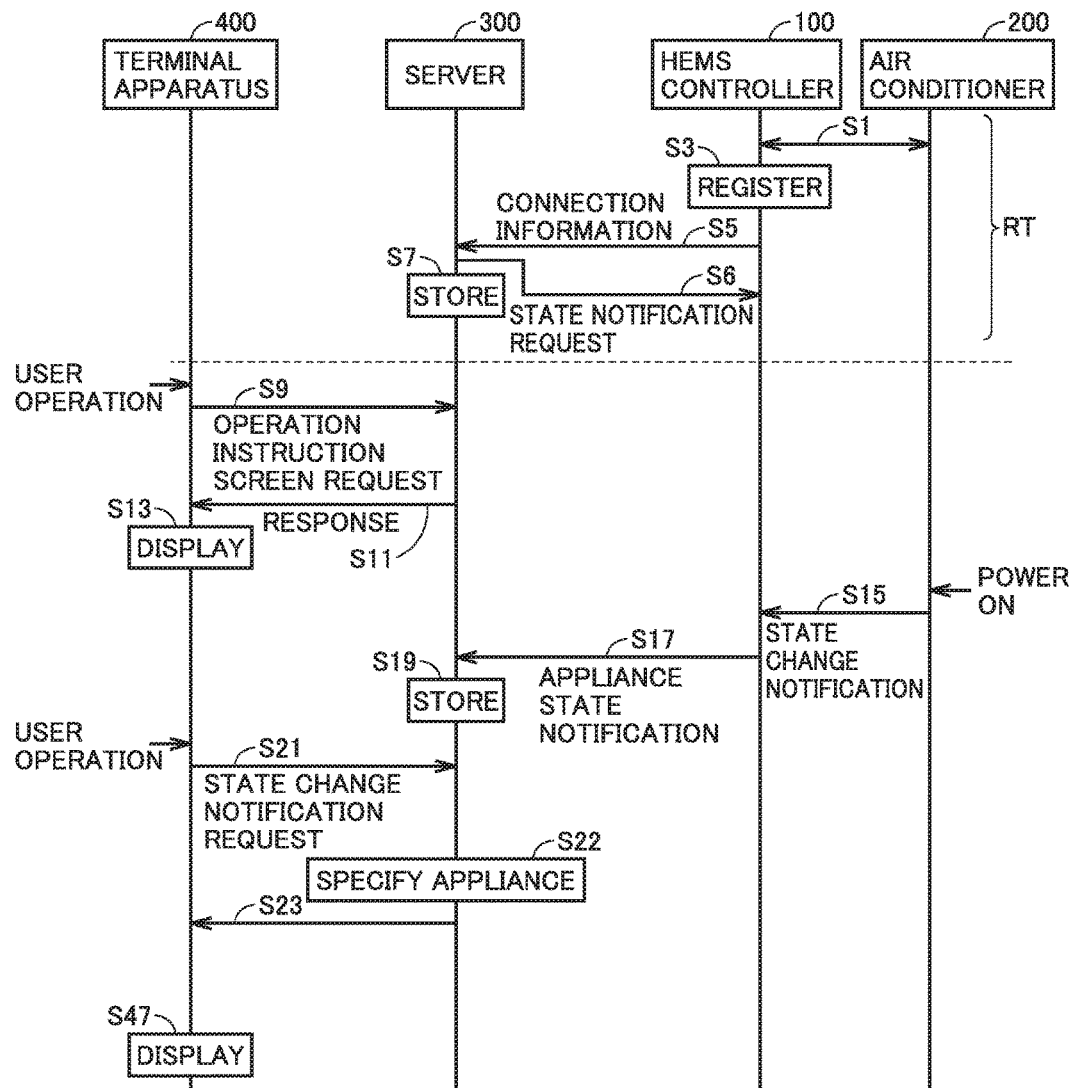 400
300
100
200
TERMINAL
APPARATUS
SERVER
HEMS
CONTROLLER
AIR
CONDITIONER
S1
S3
REGISTER
CONNECTION
INFORMATION
S5
RT
S7
STORE
S6
STATE NOTIFICATION
REQUEST
USER
OPERATION
S9
OPERATION
INSTRUCTION
SCREEN REQUEST
S13
DISPLAY
RESPONSE
S11
POWER
ON
S15
STATE
CHANGE
NOTIFICATION
S17
APPLIANCE
STATE
NOTIFICATION
S19
STORE
USER
OPERATION
S21
STATE CHANGE
NOTIFICATION
REQUEST
S22
SPECIFY APPLIANCE
S23
S47
DISPLAY